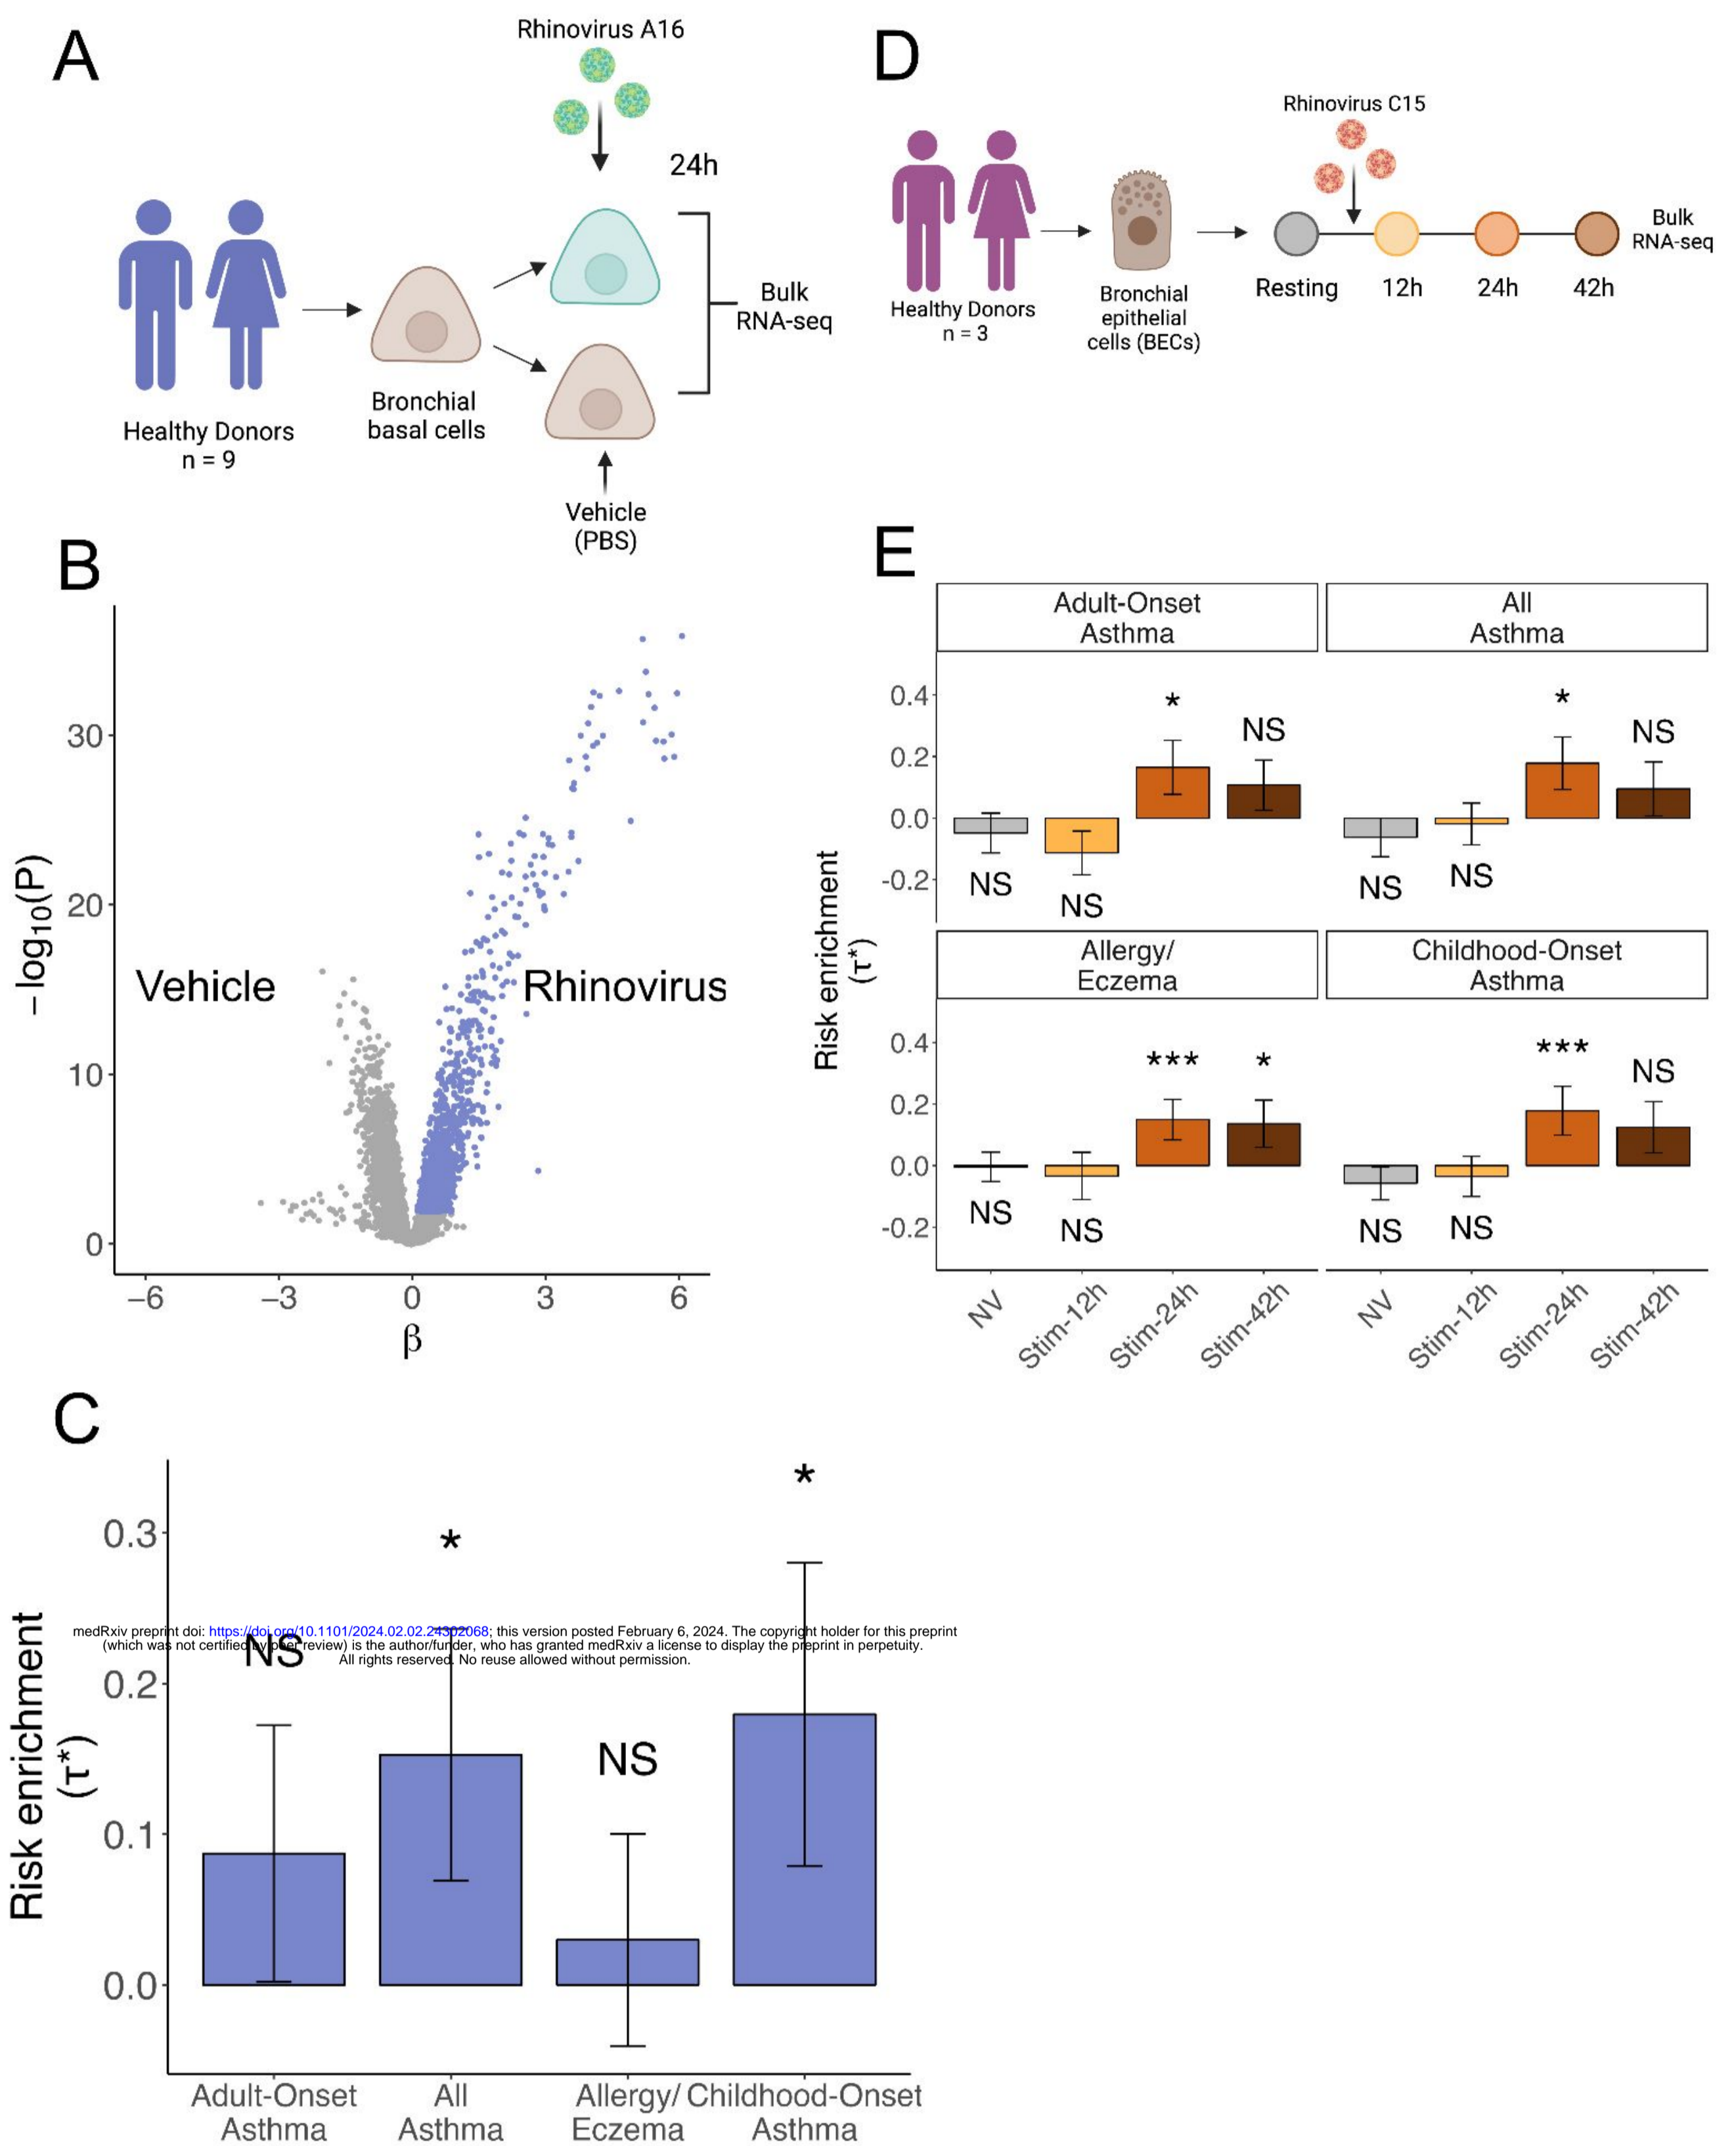 A
Rhinovirus A16
24h
Healthy Donors
n = 9
Bronchial
basal cells
Bulk
RNA-seq
Vehicle
(PBS)
D
Rhinovirus C15
Healthy Donors
n = 3
Bronchial
epithelial
cells (BECs)
Resting
12h
24h
42h
Bulk
RNA-seq
B
−log10(P)
30
20
10
0
Vehicle
Rhinovirus
−6
−3
0
3
6
β
E
Risk enrichment
(τ*)
Adult-Onset
Asthma
All
Asthma
0.4
0.2
0.0
-0.2
NS
NS
*
NS
NS
NS
*
NS
Allergy/
Eczema
Childhood-Onset
Asthma
0.4
0.2
0.0
-0.2
NS
NS
***
*
NS
NS
***
NS
NV
Stim-12h
Stim-24h
Stim-42h
NV
Stim-12h
Stim-24h
Stim-42h
C
Risk enrichment
(τ*)
0.3
0.2
0.1
0.0
NS
*
NS
*
medRxiv preprint doi: https://doi.org/10.1101/2024.02.02.24302068; this version posted February 6, 2024. The copyright holder for this preprint
(which was not certified by peer review) is the author/funder, who has granted medRxiv a license to display the preprint in perpetuity.
All rights reserved. No reuse allowed without permission.
Adult-Onset
Asthma
All
Asthma
Allergy/
Eczema
Childhood-Onset
Asthma